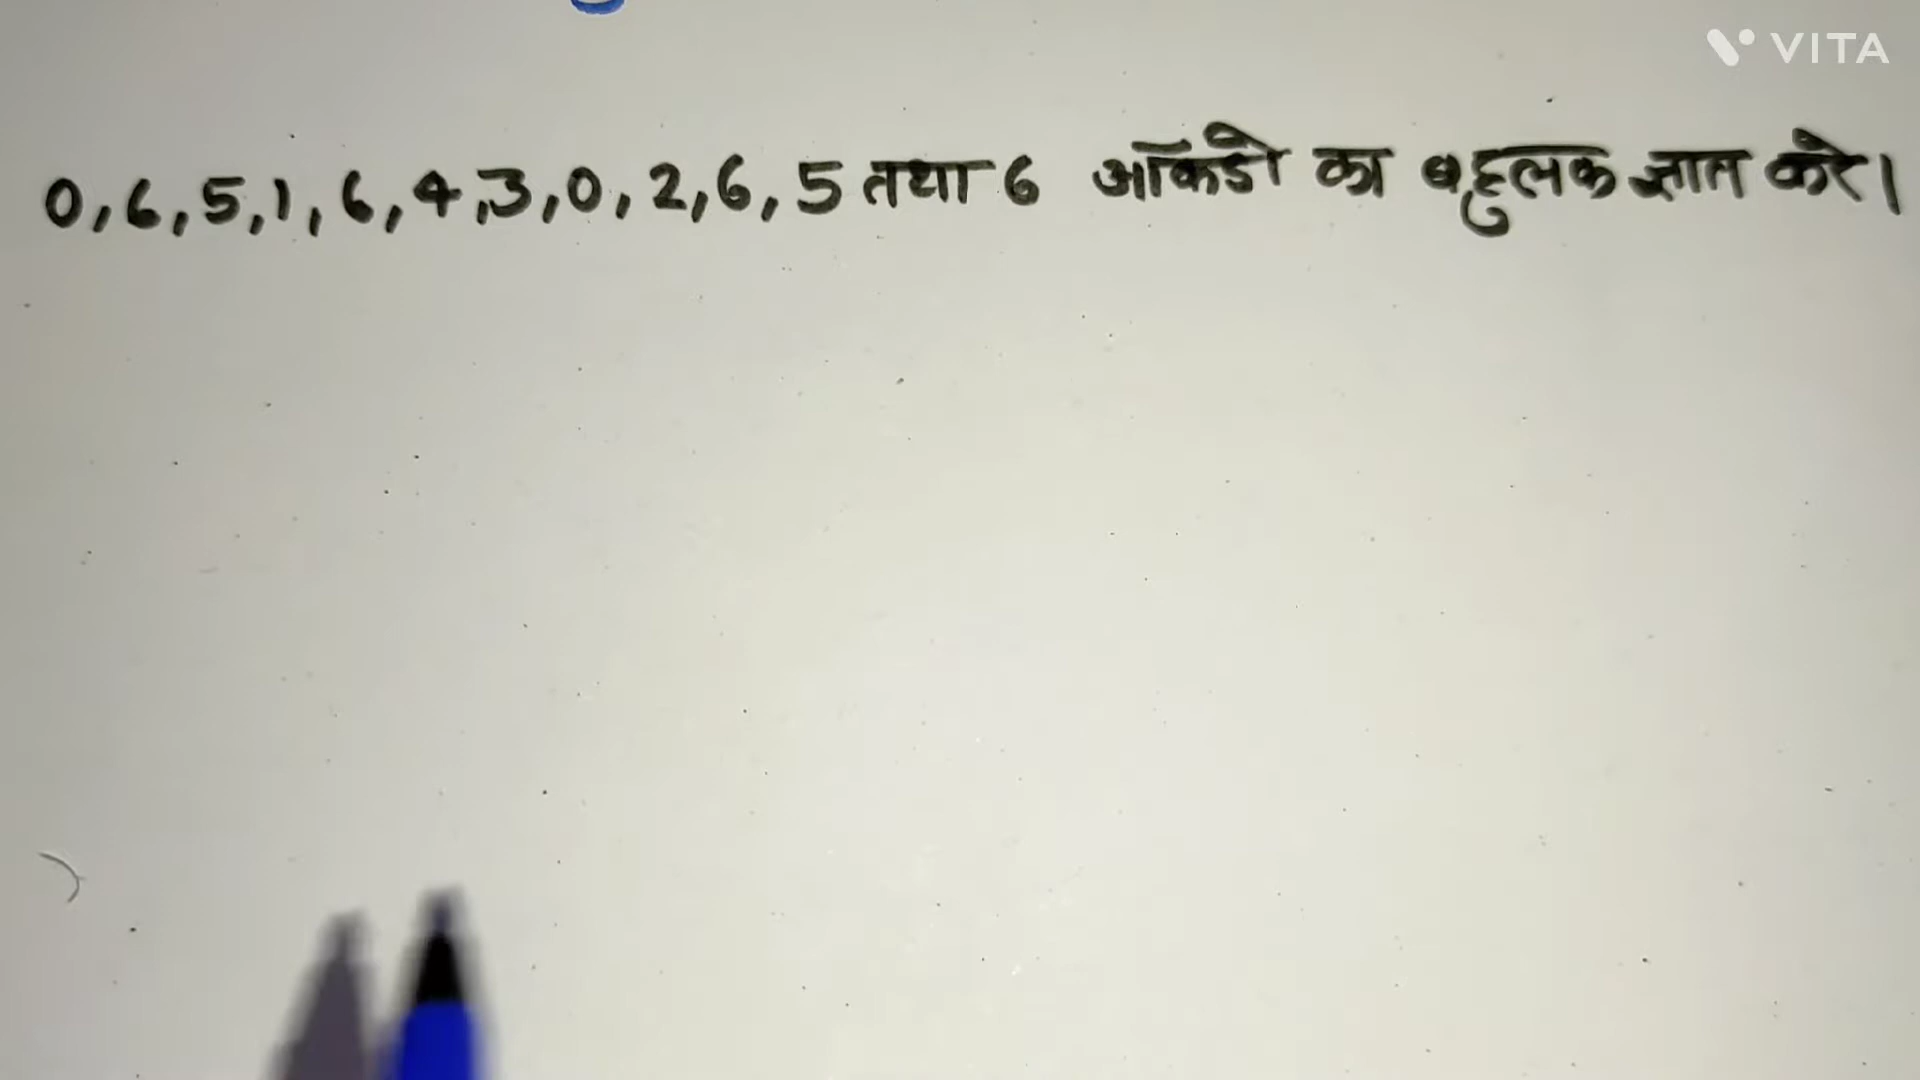 VITA
0, 6, 5, 1, 6, 4, 3, 0, 2, 6, 5 तथा 6 आँकडो का बहुलक ज्ञात करे।